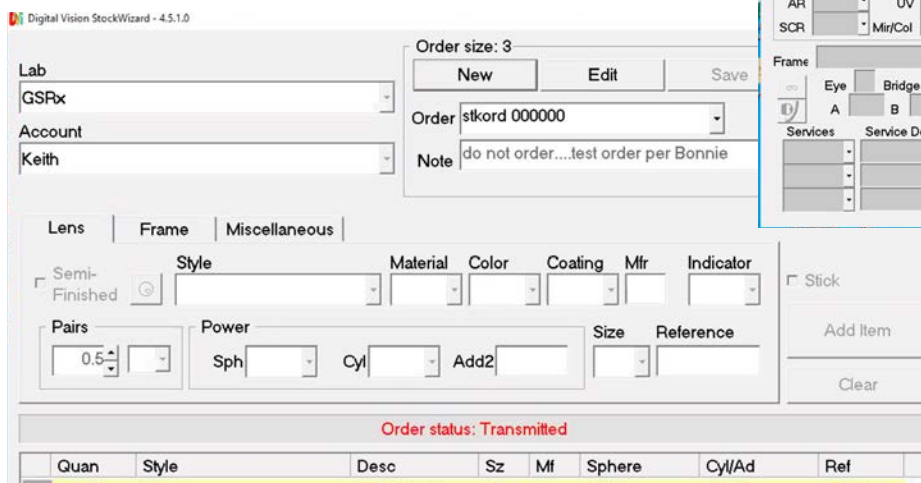 Digital Vision StockWizard - 4.5.1.0
AR UV
SCR Mir/Col
Frame
Eye Bridge
A B
Services Service D
Order size: 3
New Edit Save
Lab
GSRx
Order stkord 000000
Account
Keith
Note do not order....test order per Bonnie
Lens Frame Miscellaneous
Semi-Finished
Style Material Color Coating Mfr Indicator
Stick
Pairs
0.5
Power
Sph Cyl Add2
Size Reference
Add Item
Clear
Order status: Transmitted
Quan Style Desc Sz Mf Sphere Cyl/Ad Ref